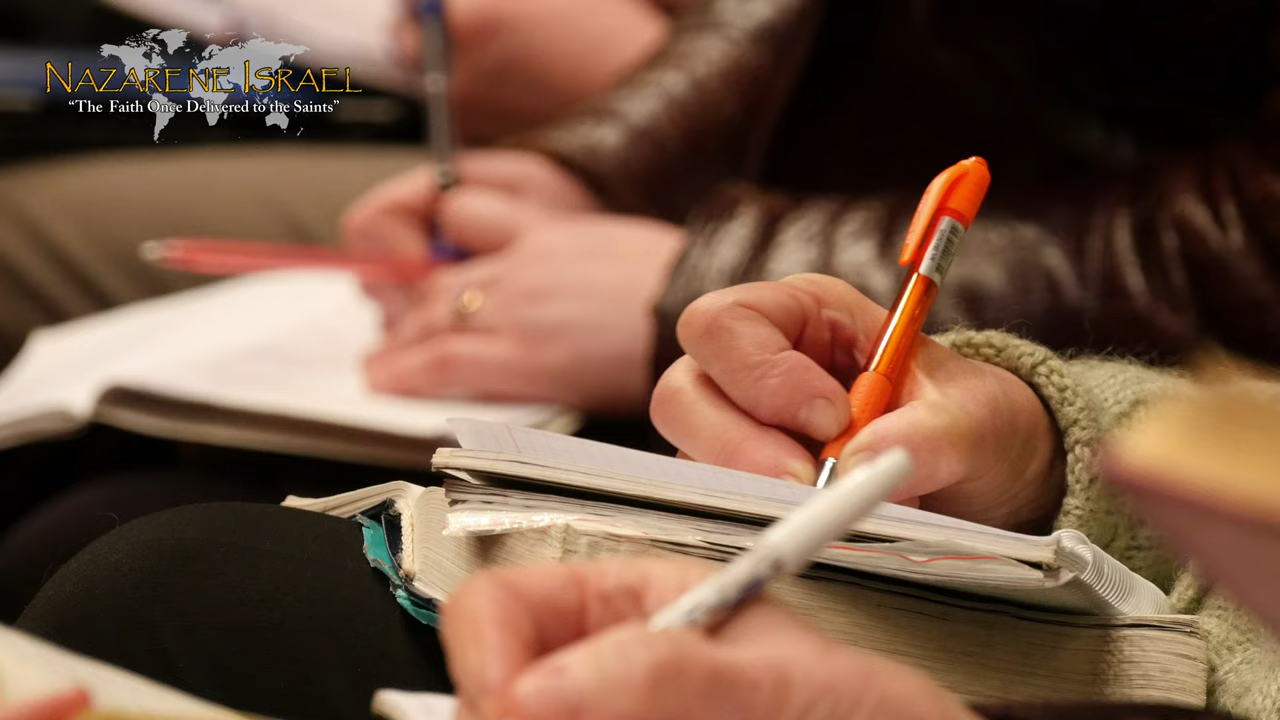 NAZARENE ISRAEL
“The Faith Once Delivered to the Saints”